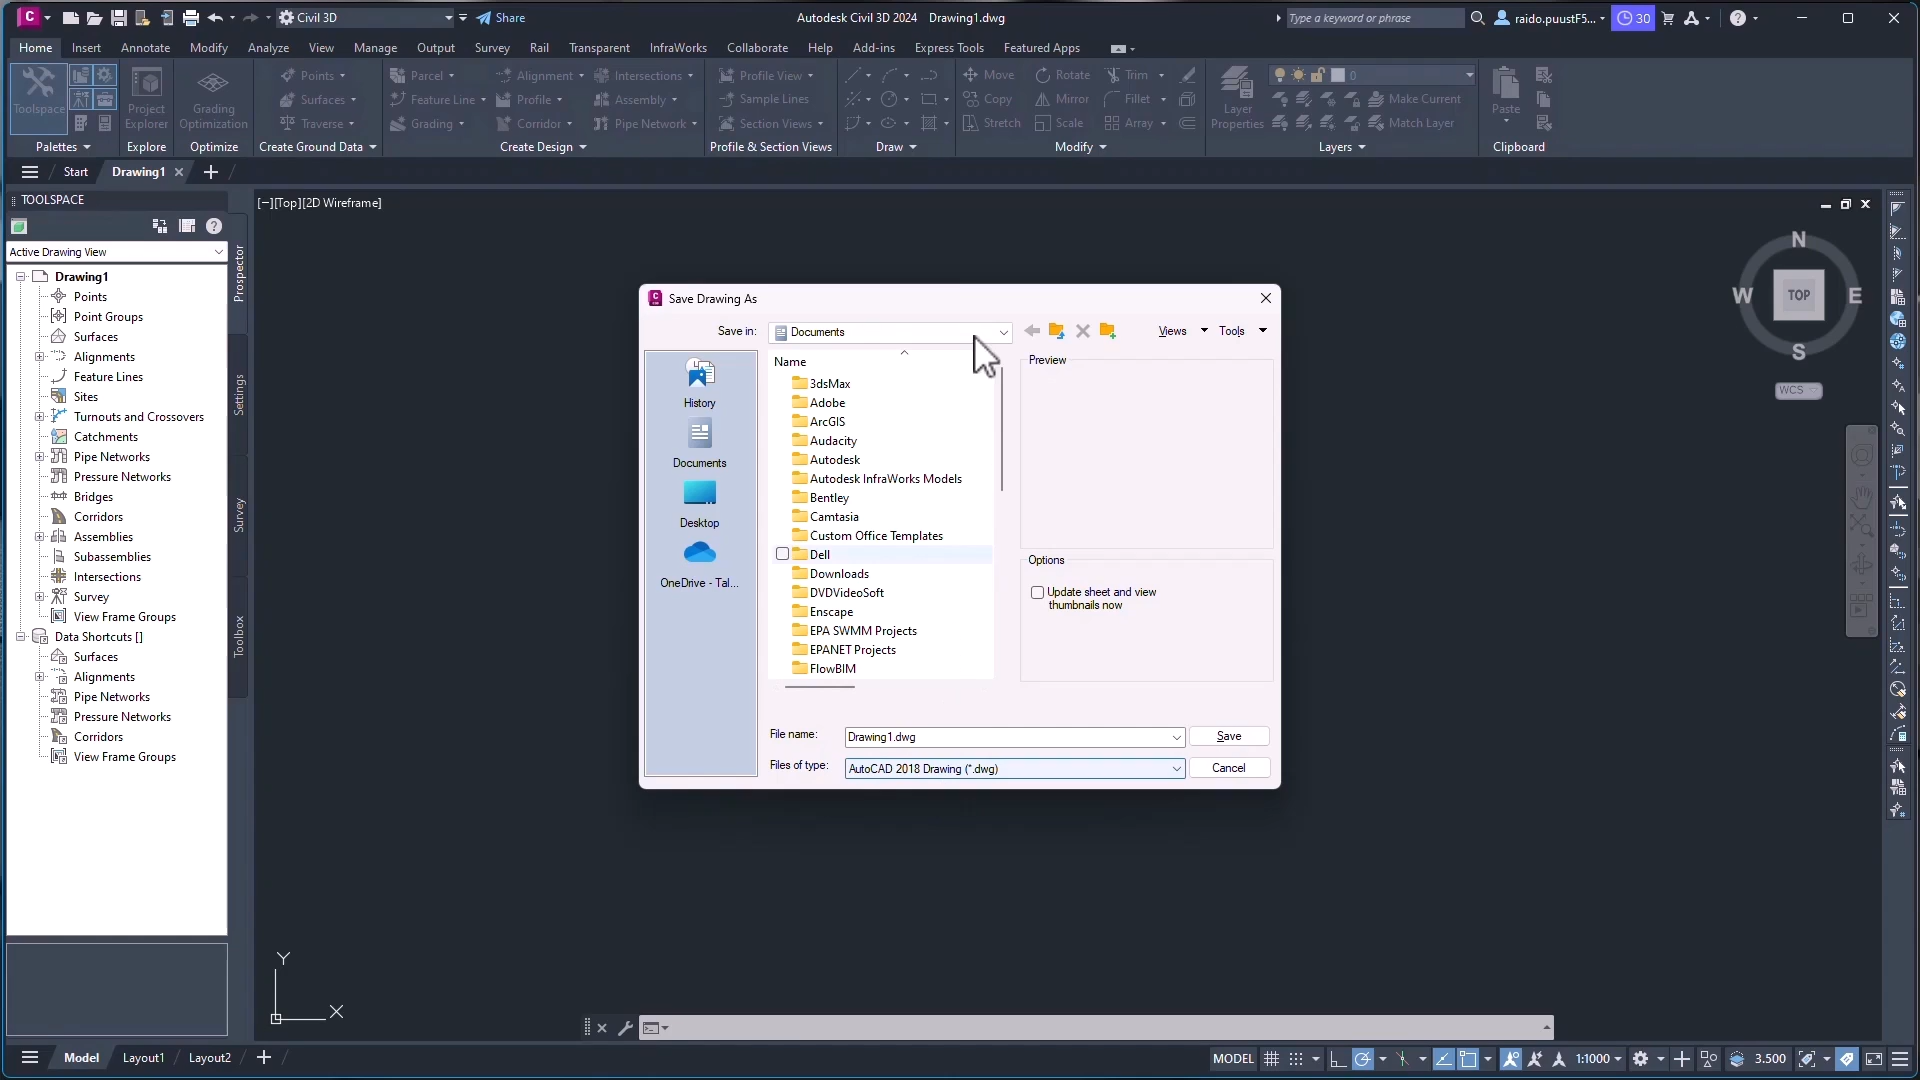 Civil 3D
Share
Autodesk Civil 3D 2024 Drawing1.dwg
Type a keyword or phrase
raido.puustF5...
30
Home Insert Annotate Modify Analyze View Manage Output Survey Rail Transparent InfraWorks Collaborate Help Add-ins Express Tools Featured Apps
Toolspace
Project Explorer
Grading Optimization
Points
Surfaces
Traverse
Parcel
Feature Line
Grading
Alignment
Profile
Corridor
Intersections
Assembly
Pipe Network
Profile View
Sample Lines
Section Views
Move
Copy
Stretch
Rotate
Mirror
Scale
Trim
Fillet
Array
Layer Properties
0
Make Current
Match Layer
Paste
Palettes Explore Optimize Create Ground Data Create Design Profile & Section Views Draw Modify Layers Clipboard
Start Drawing1
TOOLSPACE
Active Drawing View
Drawing1
Points
Point Groups
Surfaces
Alignments
Feature Lines
Sites
Turnouts and Crossovers
Catchments
Pipe Networks
Pressure Networks
Bridges
Corridors
Assemblies
Subassemblies
Intersections
Survey
View Frame Groups
Data Shortcuts []
Surfaces
Alignments
Pipe Networks
Pressure Networks
Corridors
View Frame Groups
Prospector
Settings
Survey
Toolbox
[−][Top][2D Wireframe]
N
W TOP E
S
WCS
Save Drawing As
Save in: Documents
Views Tools
History
Documents
Desktop
OneDrive - Tal...
Name
3dsMax
Adobe
ArcGIS
Audacity
Autodesk
Autodesk InfraWorks Models
Bentley
Camtasia
Custom Office Templates
Dell
Downloads
DVDVideoSoft
Enscape
EPA SWMM Projects
EPANET Projects
FlowBIM
Preview
Options
Update sheet and view
thumbnails now
File name: Drawing1.dwg Save
Files of type: AutoCAD 2018 Drawing (*.dwg) Cancel
Y
X
Model Layout1 Layout2
MODEL
1:1000
3.500